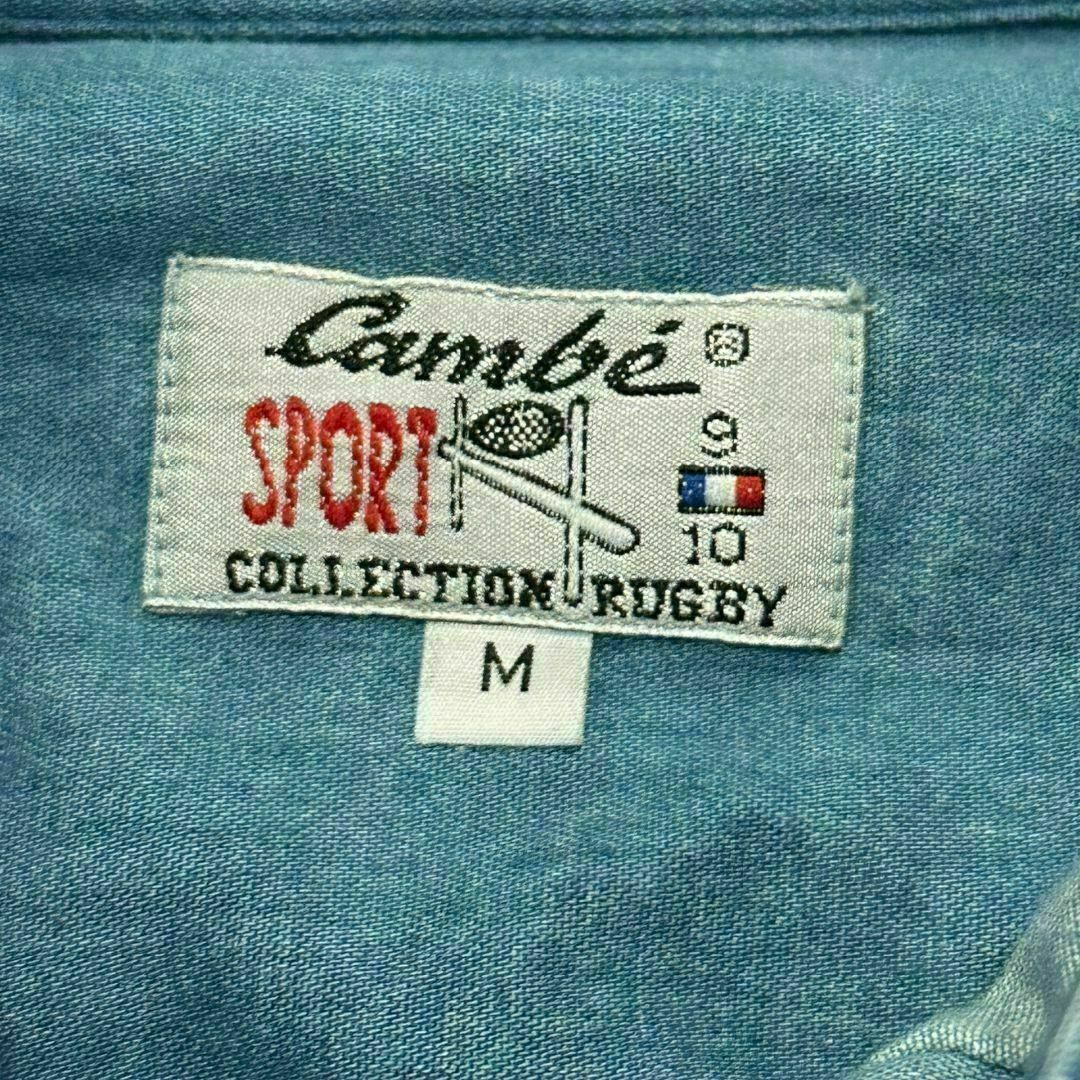 Cambé ®
SPORT
9
10
COLLECTION RUGBY
M